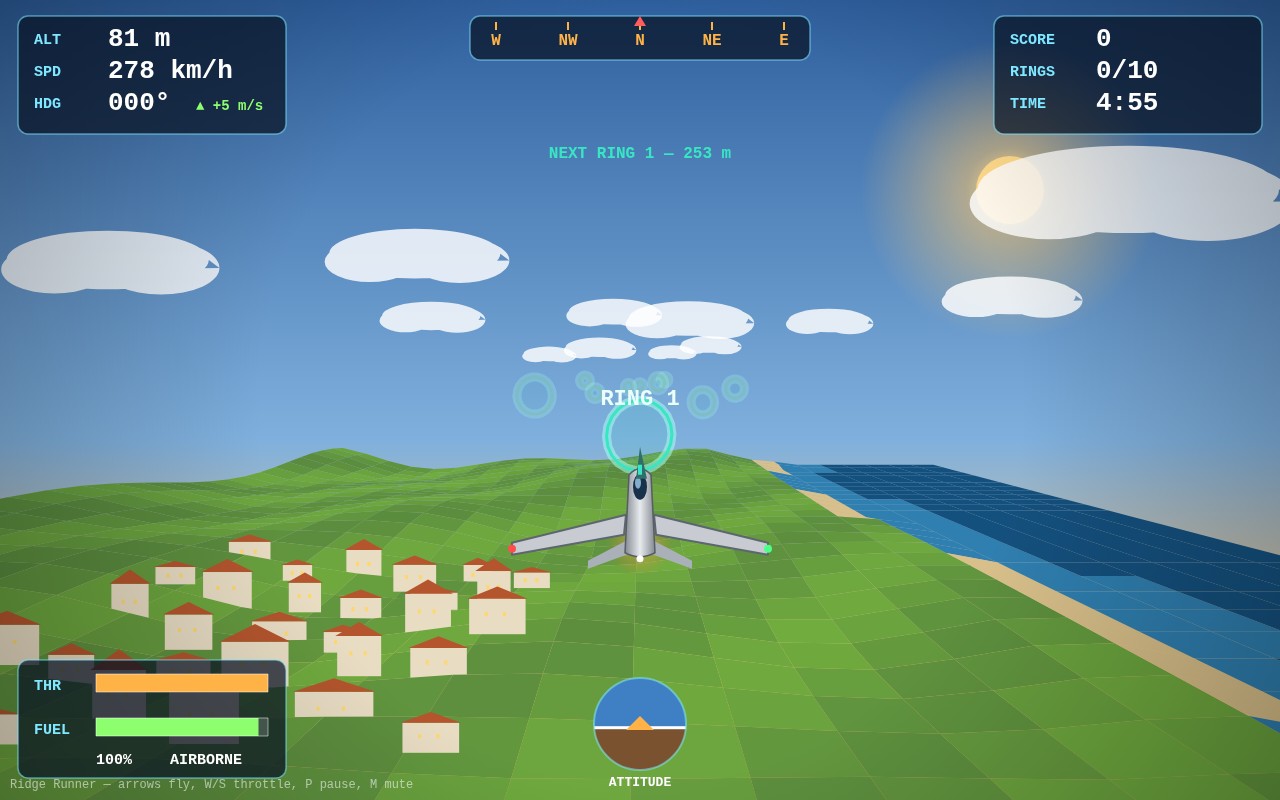 ALT 81 m
SPD 278 km/h
HDG 000° ▲ +5 m/s
W NW N NE E
SCORE 0
RINGS 0/10
TIME 4:55
NEXT RING 1 — 253 m
RING 1
THR
FUEL
100% AIRBORNE
ATTITUDE
Ridge Runner — arrows fly, W/S throttle, P pause, M mute